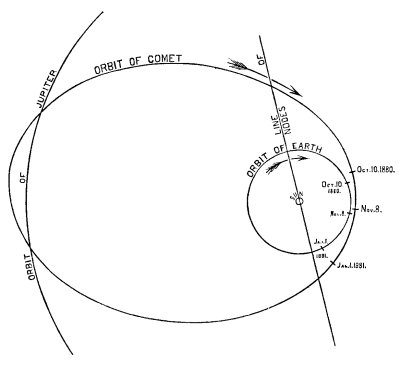 ORBIT OF COMET
ORBIT OF JUPITER
LINE OF NODES
ORBIT OF EARTH
SUN
OCT.10.1880.
OCT.10.
1880.
NOV.8.
NOV.8.
JAN.1.
1881.
JAN.1.1881.